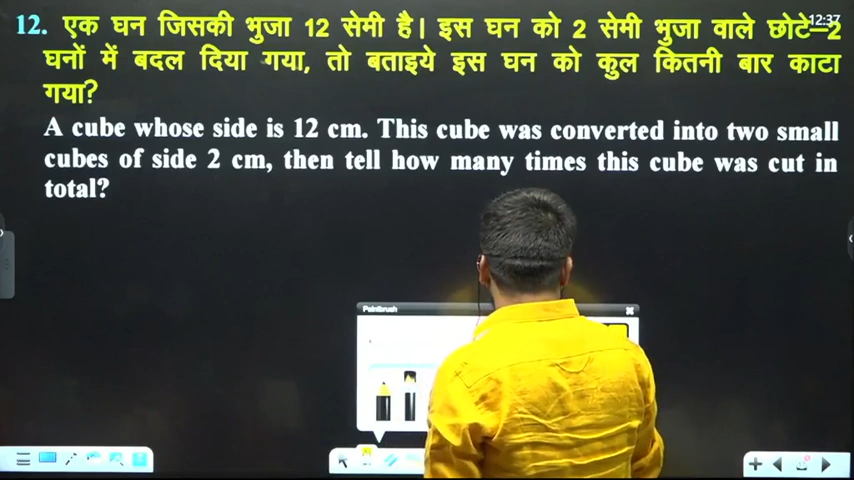 12:37
12. एक घन जिसकी भुजा 12 सेमी है। इस घन को 2 सेमी भुजा वाले छोटे–2
घनों में बदल दिया गया, तो बताइये इस घन को कुल कितनी बार काटा
गया?
A cube whose side is 12 cm. This cube was converted into two small
cubes of side 2 cm, then tell how many times this cube was cut in
total?
Paintbrush